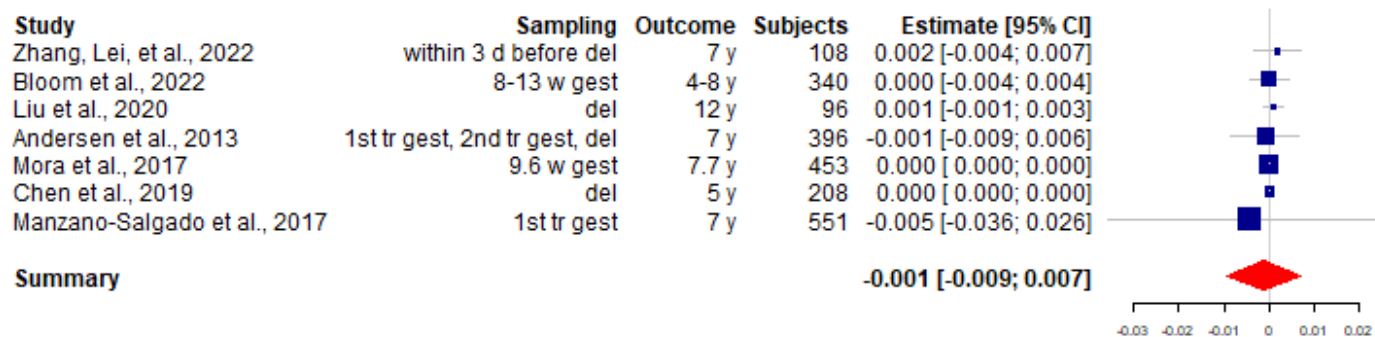 Study Sampling Outcome Subjects Estimate [95% CI]
Zhang, Lei, et al., 2022 within 3 d before del 7 y 108 0.002 [-0.004; 0.007]
Bloom et al., 2022 8-13 w gest 4-8 y 340 0.000 [-0.004; 0.004]
Liu et al., 2020 del 12 y 96 0.001 [-0.001; 0.003]
Andersen et al., 2013 1st tr gest, 2nd tr gest, del 7 y 396 -0.001 [-0.009; 0.006]
Mora et al., 2017 9.6 w gest 7.7 y 453 0.000 [ 0.000; 0.000]
Chen et al., 2019 del 5 y 208 0.000 [ 0.000; 0.000]
Manzano-Salgado et al., 2017 1st tr gest 7 y 551 -0.005 [-0.036; 0.026]
Summary -0.001 [-0.009; 0.007]
-0.03 -0.02 -0.01 0 0.01 0.02